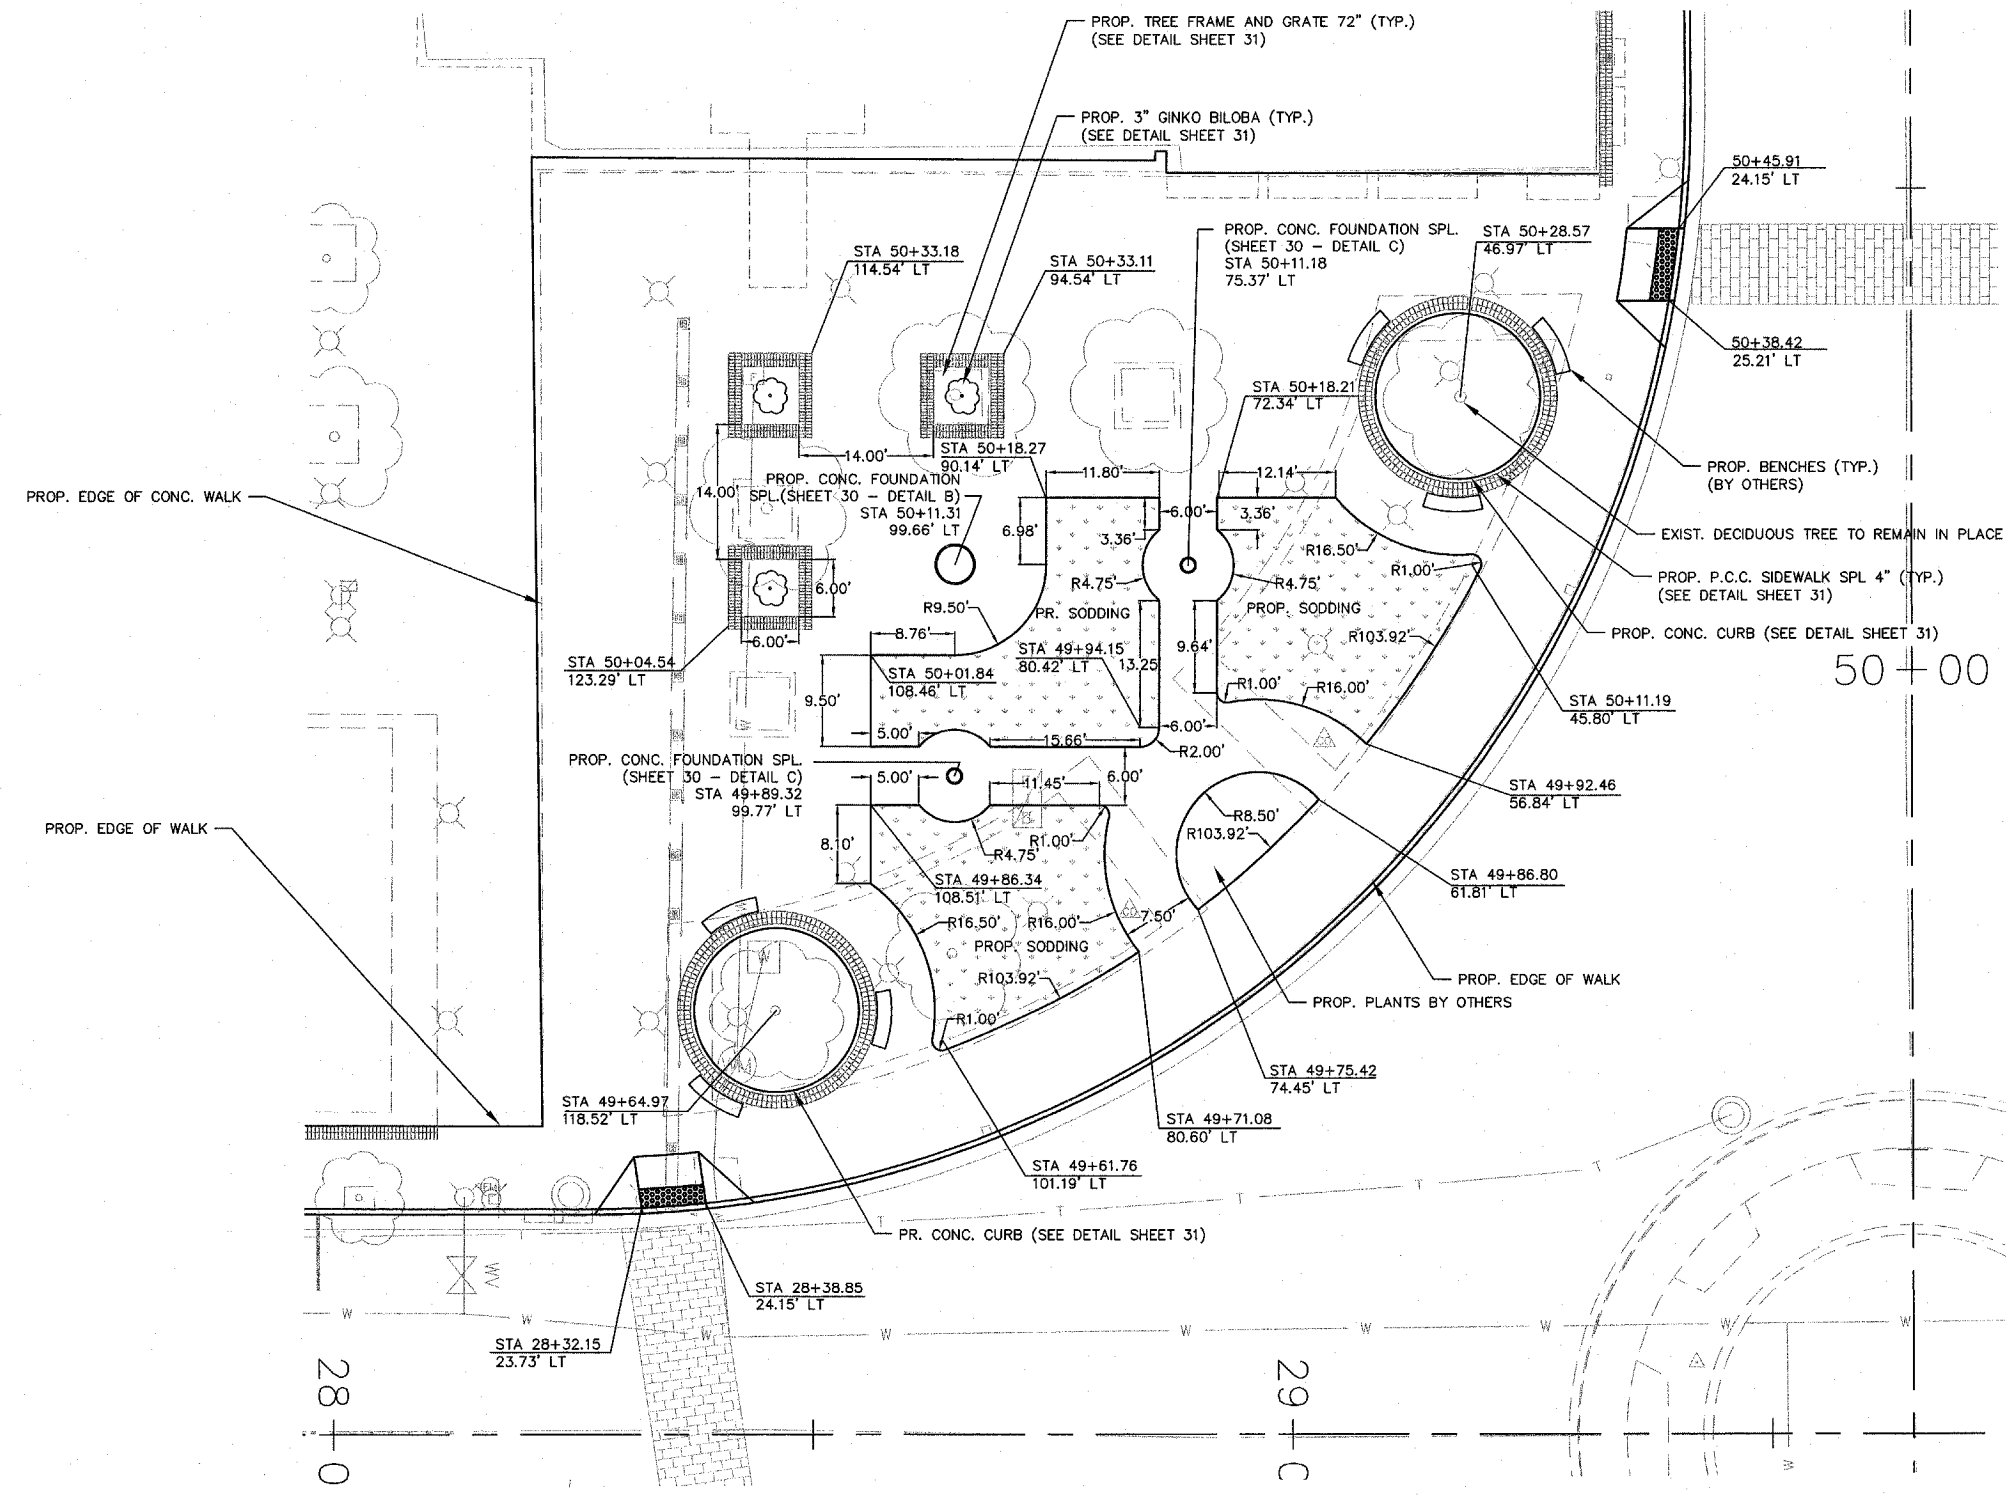 PROP. TREE FRAME AND GRATE 72" (TYP.)
(SEE DETAIL SHEET 31)
PROP. 3" GINKO BILOBA (TYP.)
(SEE DETAIL SHEET 31)
50+45.91
24.15' LT
PROP. CONC. FOUNDATION SPL.
(SHEET 30 – DETAIL C)
STA 50+11.18
75.37' LT
STA 50+28.57
46.97' LT
STA 50+33.18
114.54' LT
STA 50+33.11
94.54' LT
50+38.42
25.21' LT
STA 50+18.21
72.34' LT
14.00'
STA 50+18.27
90.14' LT
11.80'
12.14'
PROP. BENCHES (TYP.)
(BY OTHERS)
PROP. EDGE OF CONC. WALK
14.00'
PROP. CONC. FOUNDATION
SPL.(SHEET 30 – DETAIL B)
STA 50+11.31
99.66' LT
6.98'
6.00'
3.36'
3.36'
R16.50'
R1.00'
EXIST. DECIDUOUS TREE TO REMAIN IN PLACE
R4.75'
R4.75'
PROP. P.C.C. SIDEWALK SPL 4" (TYP.)
(SEE DETAIL SHEET 31)
6.00'
6.00'
R9.50'
PR. SODDING
PROP. SODDING
R103.92'
PROP. CONC. CURB (SEE DETAIL SHEET 31)
8.76'
STA 49+94.15
80.42' LT
13.25
9.64'
STA 50+04.54
123.29' LT
STA 50+01.84
108.46' LT
50+00
R1.00'
R16.00'
STA 50+11.19
45.80' LT
9.50'
5.00'
15.66'
6.00'
R2.00'
PROP. CONC. FOUNDATION SPL.
(SHEET 30 – DETAIL C)
STA 49+89.32
99.77' LT
5.00'
11.45'
6.00'
STA 49+92.46
56.84' LT
PROP. EDGE OF WALK
8.10'
R4.75'
R1.00'
R8.50'
R103.92'
STA 49+86.34
108.51' LT
STA 49+86.80
61.81' LT
R16.50'
R16.00'
7.50'
PROP. SODDING
R103.92'
PROP. EDGE OF WALK
PROP. PLANTS BY OTHERS
R1.00'
STA 49+75.42
74.45' LT
STA 49+64.97
118.52' LT
STA 49+71.08
80.60' LT
STA 49+61.76
101.19' LT
PR. CONC. CURB (SEE DETAIL SHEET 31)
T T T T
STA 28+38.85
24.15' LT
WV
W W W W W W W W W
STA 28+32.15
23.73' LT
28
29